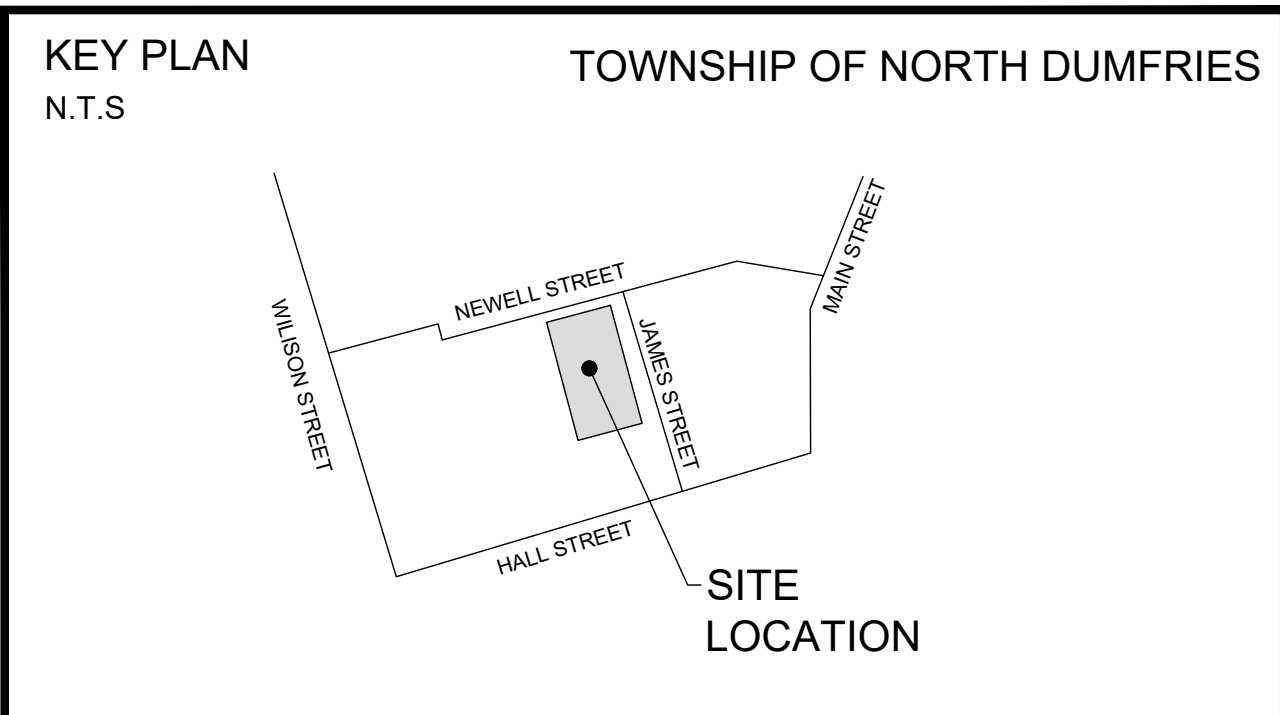 KEY PLAN
N.T.S
TOWNSHIP OF NORTH DUMFRIES
MAIN STREET
NEWELL STREET
WILISON STREET
JAMES STREET
HALL STREET
SITE
LOCATION